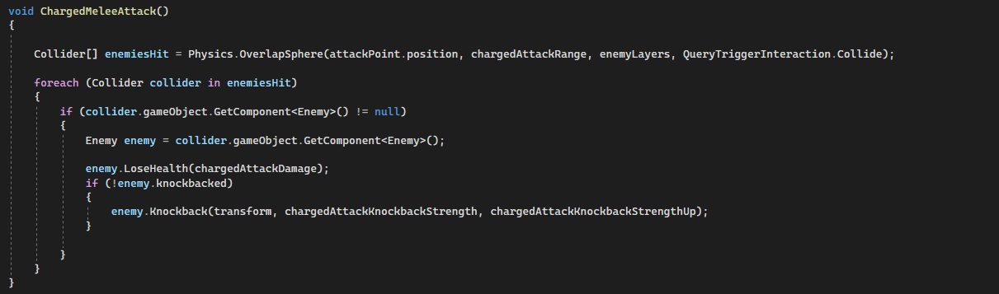 void ChargedMeleeAttack()
{
Collider[] enemiesHit = Physics.OverlapSphere(attackPoint.position, chargedAttackRange, enemyLayers, QueryTriggerInteraction.Collide);
foreach (Collider collider in enemiesHit)
{
if (collider.gameObject.GetComponent<Enemy>() != null)
{
Enemy enemy = collider.gameObject.GetComponent<Enemy>();
enemy.LoseHealth(chargedAttackDamage);
if (!enemy.knockbacked)
{
enemy.Knockback(transform, chargedAttackKnockbackStrength, chargedAttackKnockbackStrengthUp);
}
}
}
}